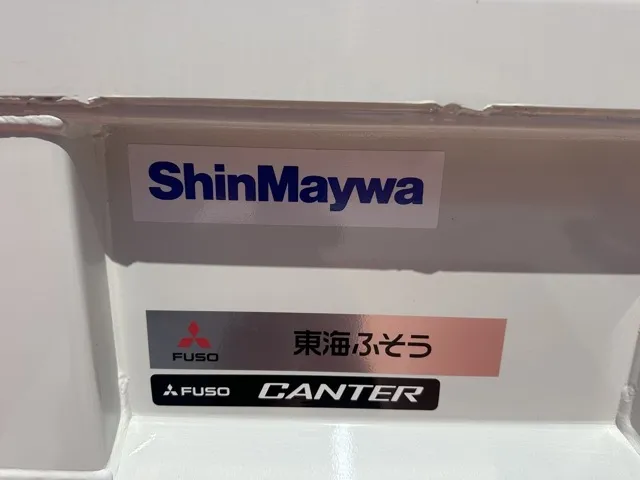 ShinMaywa
FUSO 東海ふそう
FUSO CANTER